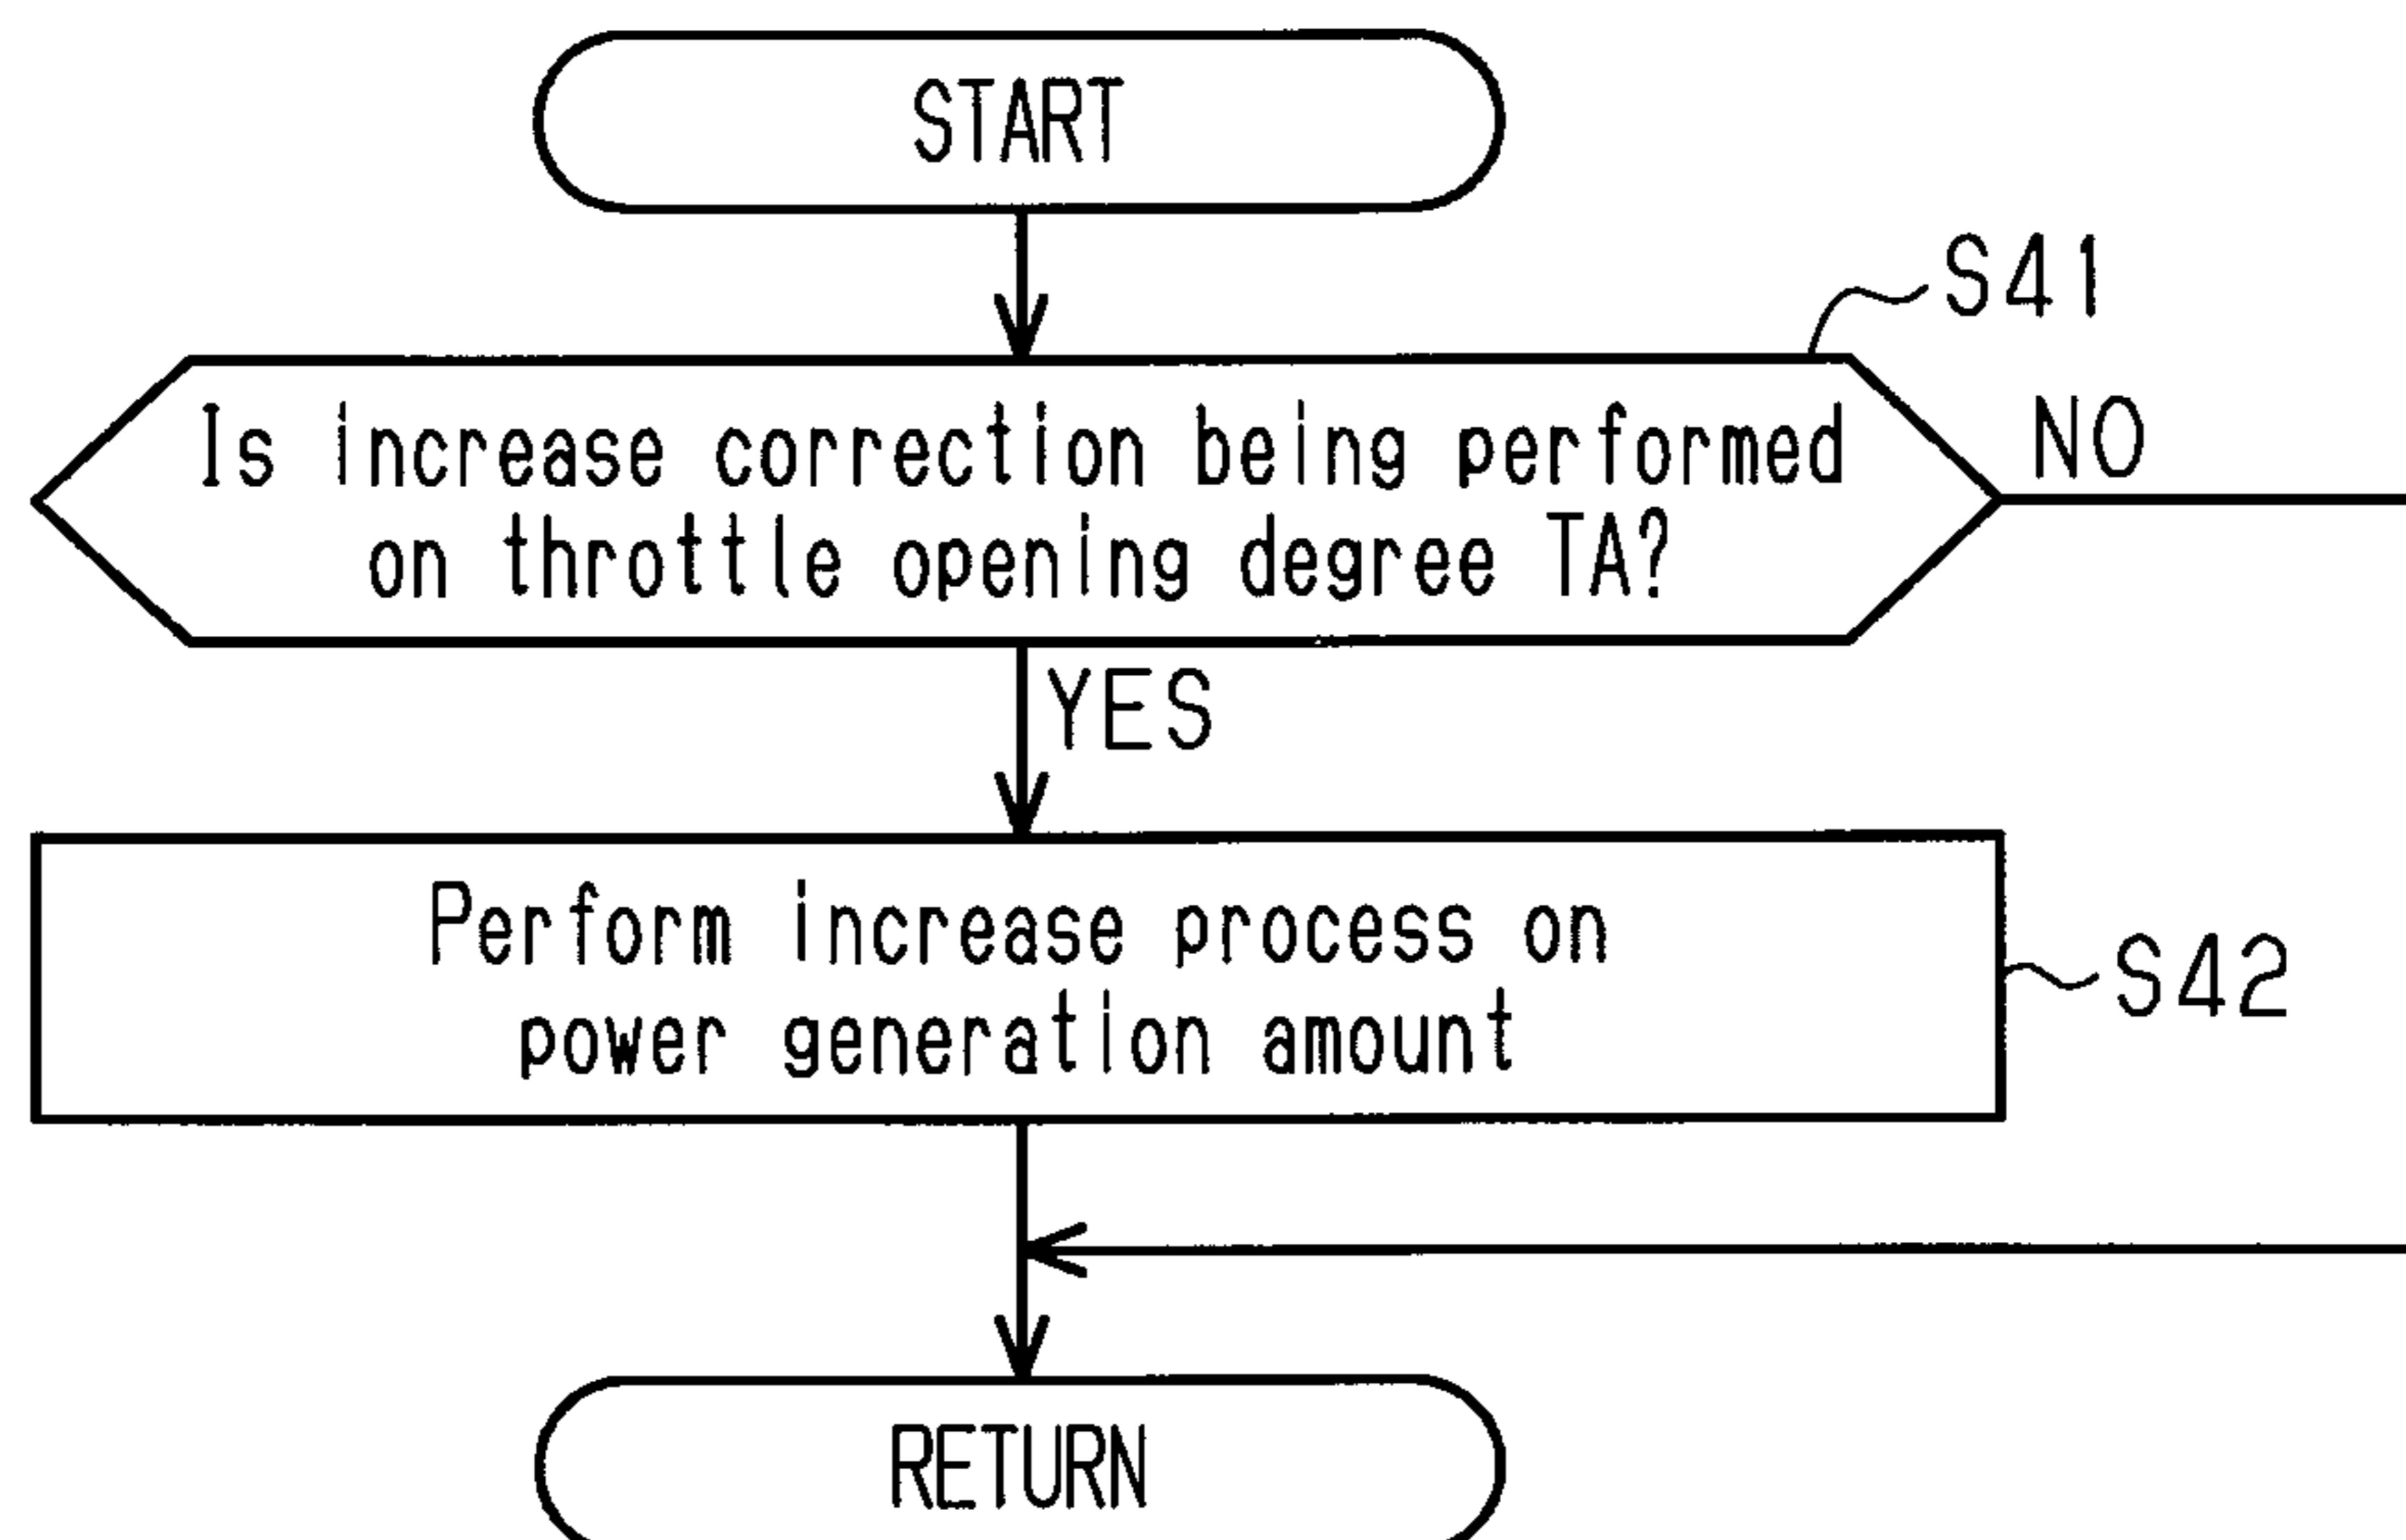 START
S41
Is increase correction being performed
on throttle opening degree TA?
NO
YES
Perform increase process on
power generation amount
S42
RETURN